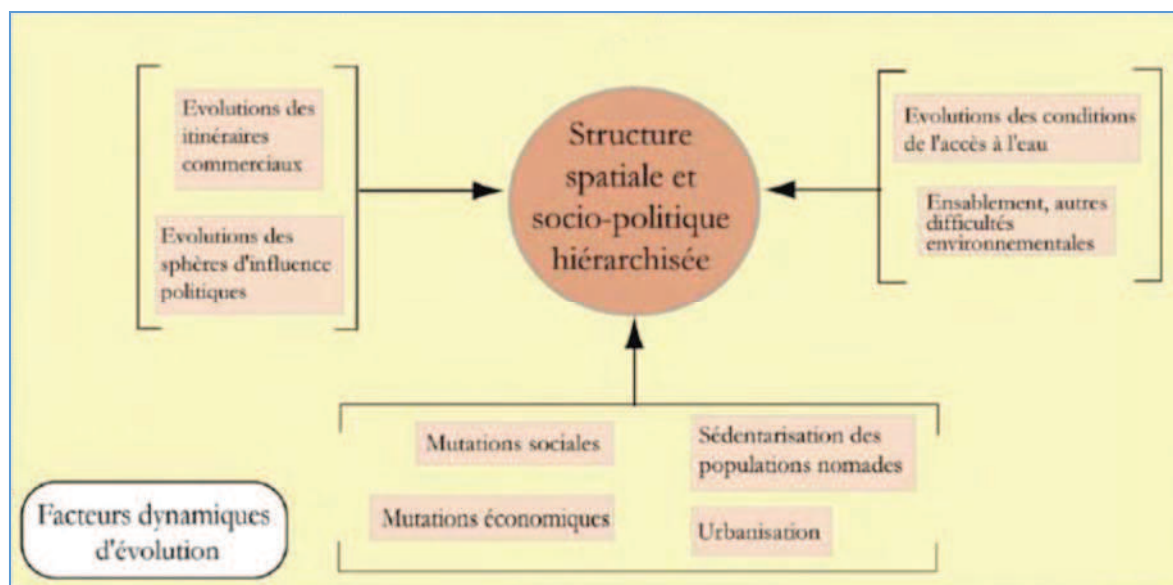 Evolutions des
itinéraires
commerciaux
Evolutions des
sphères d'influence
politiques
Structure
spatiale et
socio-politique
hiérarchisée
Evolutions des conditions
de l'accès à l'eau
Ensablement, autres
difficultés
environnementales
Mutations sociales
Sédentarisation des
populations nomades
Mutations économiques
Urbanisation
Facteurs dynamiques
d'évolution